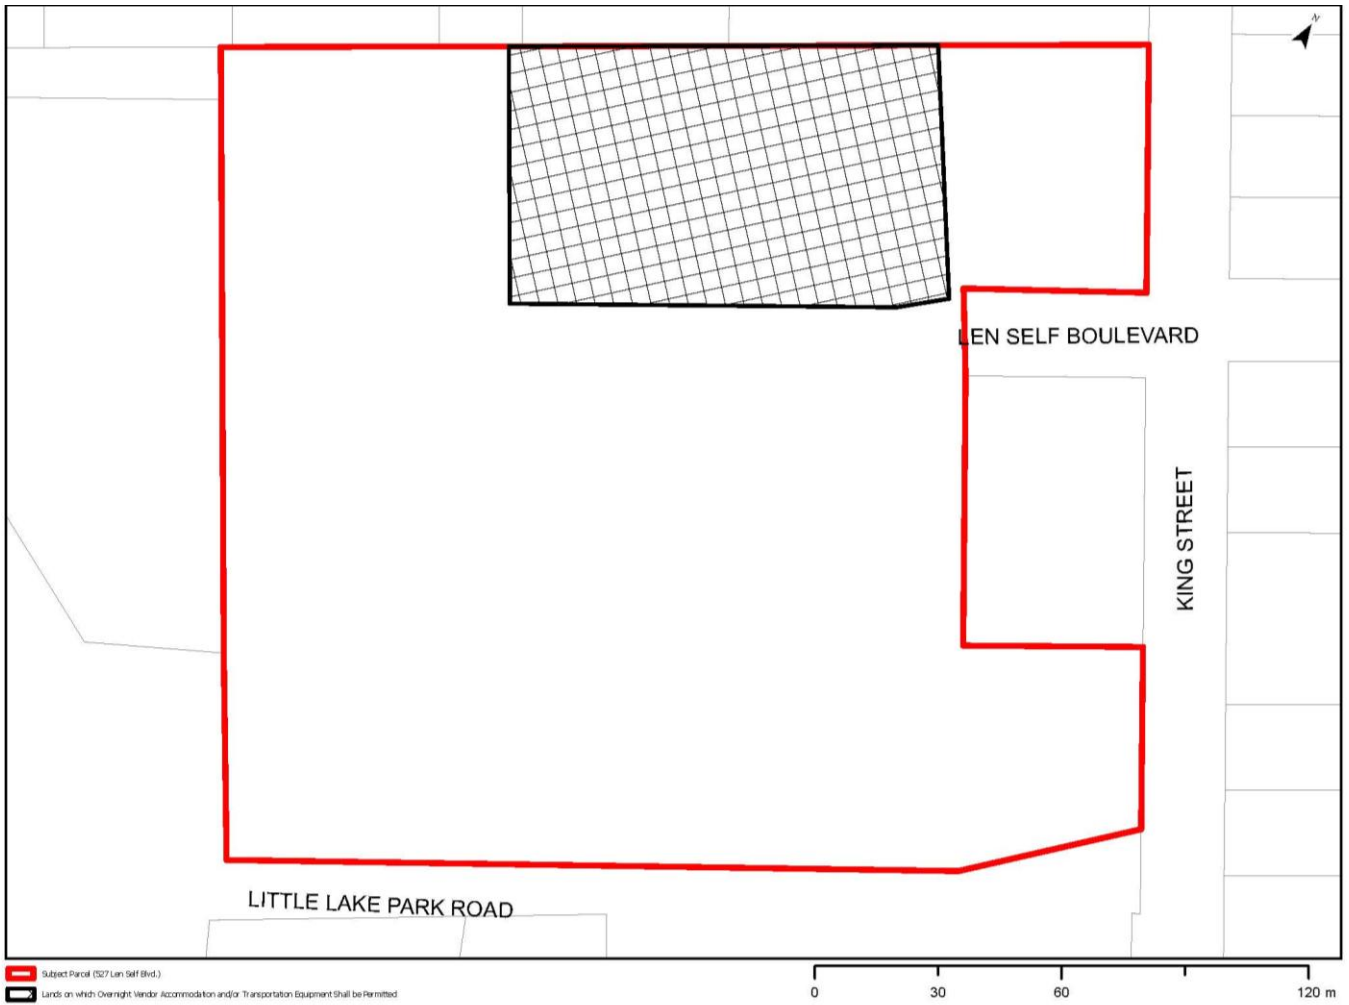 N
LEN SELF BOULEVARD
KING STREET
LITTLE LAKE PARK ROAD
Subject Parcel (527 Len Self Blvd.)
Lands on which Overnight Vendor Accommodation and/or Transportation Equipment Shall be Permitted
0 30 60 120 m